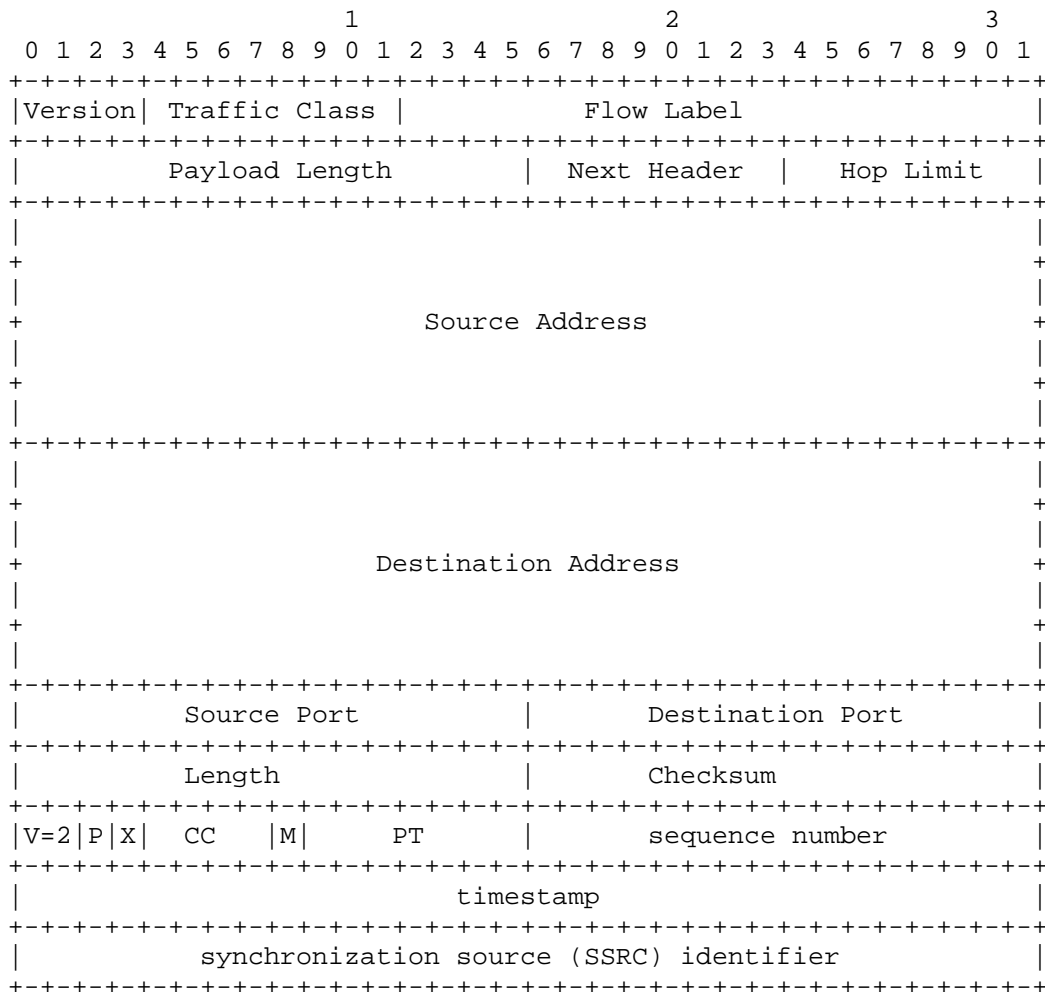 1                   2                   3
 0 1 2 3 4 5 6 7 8 9 0 1 2 3 4 5 6 7 8 9 0 1 2 3 4 5 6 7 8 9 0 1
+-+-+-+-+-+-+-+-+-+-+-+-+-+-+-+-+-+-+-+-+-+-+-+-+-+-+-+-+-+-+-+-+
|Version| Traffic Class |           Flow Label                  |
+-+-+-+-+-+-+-+-+-+-+-+-+-+-+-+-+-+-+-+-+-+-+-+-+-+-+-+-+-+-+-+-+
|         Payload Length        |  Next Header  |   Hop Limit   |
+-+-+-+-+-+-+-+-+-+-+-+-+-+-+-+-+-+-+-+-+-+-+-+-+-+-+-+-+-+-+-+-+
|                                                               |
+                                                               +
|                                                               |
+                         Source Address                        +
|                                                               |
+                                                               +
|                                                               |
+-+-+-+-+-+-+-+-+-+-+-+-+-+-+-+-+-+-+-+-+-+-+-+-+-+-+-+-+-+-+-+-+
|                                                               |
+                                                               +
|                                                               |
+                      Destination Address                      +
|                                                               |
+                                                               +
|                                                               |
+-+-+-+-+-+-+-+-+-+-+-+-+-+-+-+-+-+-+-+-+-+-+-+-+-+-+-+-+-+-+-+-+
|          Source Port          |       Destination Port        |
+-+-+-+-+-+-+-+-+-+-+-+-+-+-+-+-+-+-+-+-+-+-+-+-+-+-+-+-+-+-+-+-+
|          Length               |       Checksum                |
+-+-+-+-+-+-+-+-+-+-+-+-+-+-+-+-+-+-+-+-+-+-+-+-+-+-+-+-+-+-+-+-+
|V=2|P|X|  CC   |M|     PT      |       sequence number         |
+-+-+-+-+-+-+-+-+-+-+-+-+-+-+-+-+-+-+-+-+-+-+-+-+-+-+-+-+-+-+-+-+
|                           timestamp                           |
+-+-+-+-+-+-+-+-+-+-+-+-+-+-+-+-+-+-+-+-+-+-+-+-+-+-+-+-+-+-+-+-+
|           synchronization source (SSRC) identifier            |
+-+-+-+-+-+-+-+-+-+-+-+-+-+-+-+-+-+-+-+-+-+-+-+-+-+-+-+-+-+-+-+-+